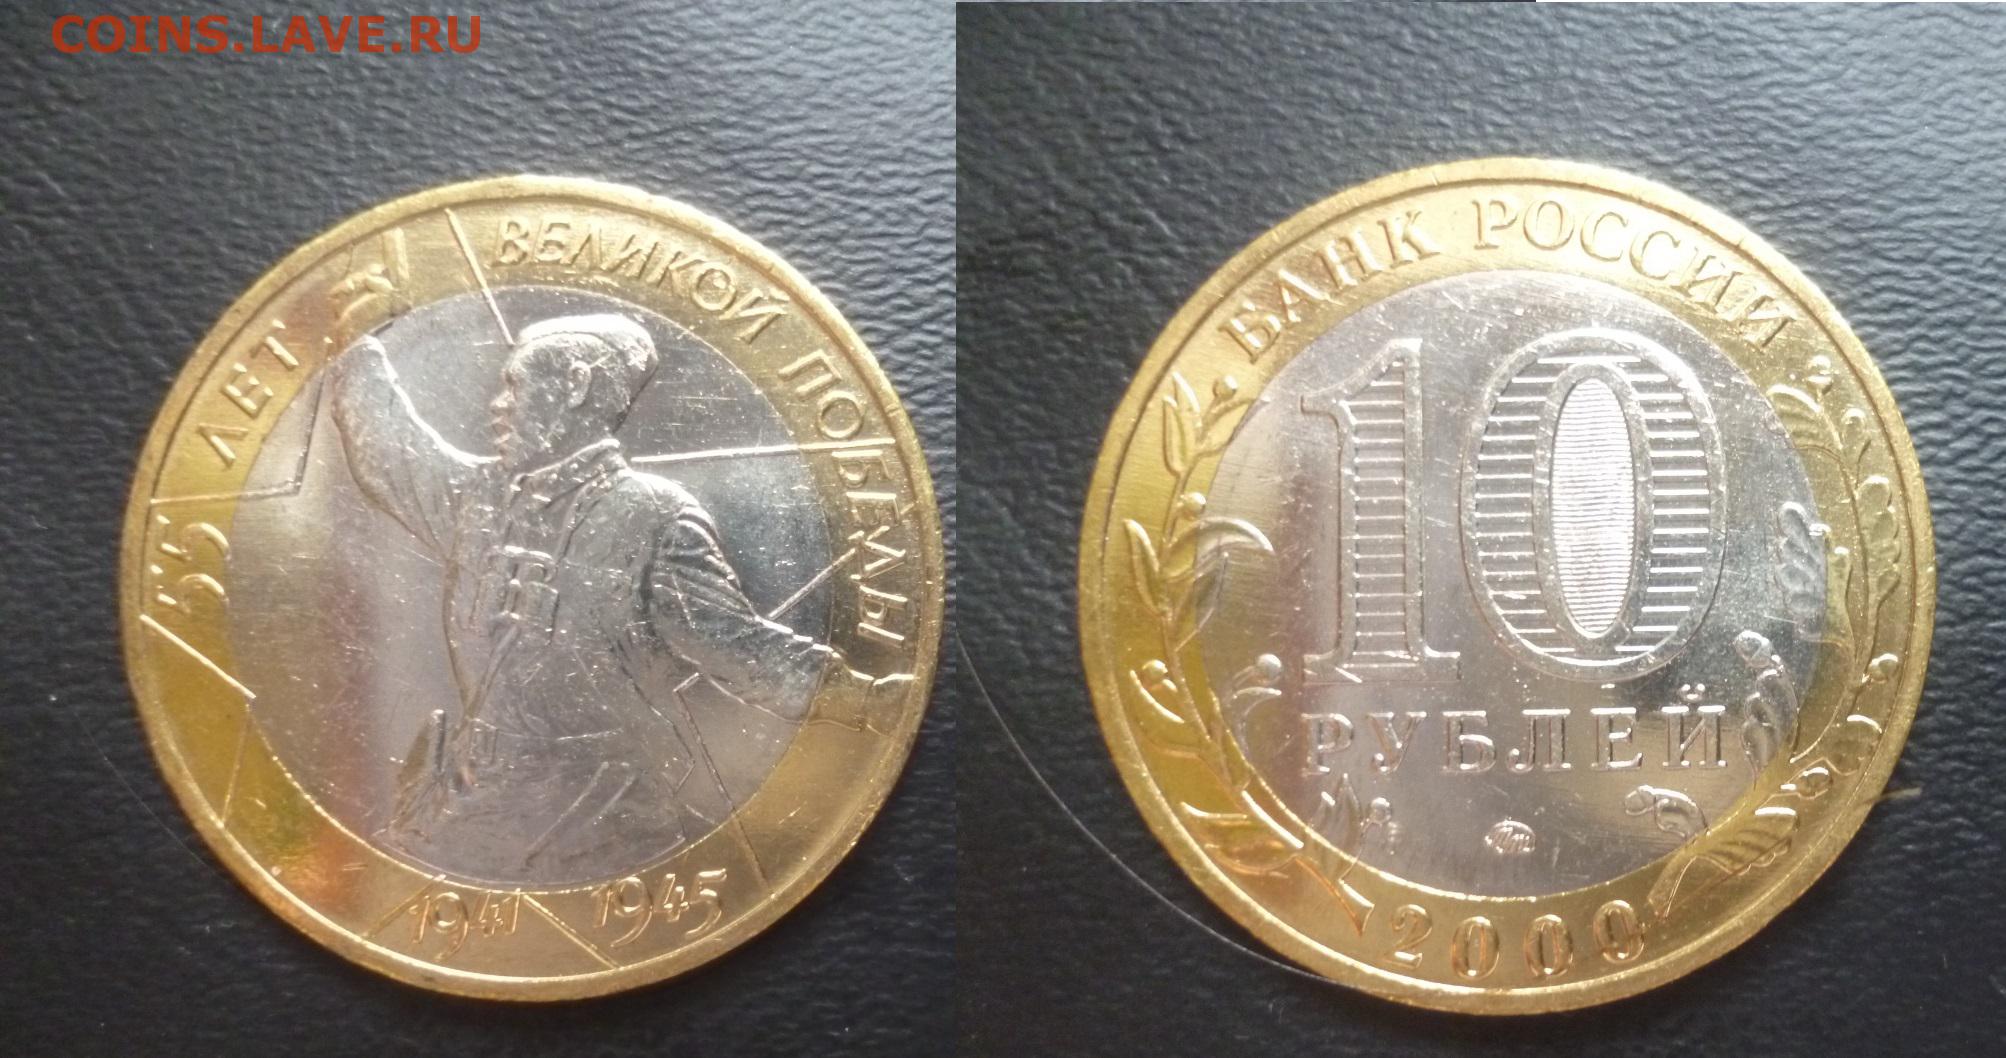 COINS.LAVE.RU
55 ЛЕТ ВЕЛИКОЙ ПОБЕДЫ
1941 1945
БАНК РОССИИ
10
РУБЛЕЙ
2000